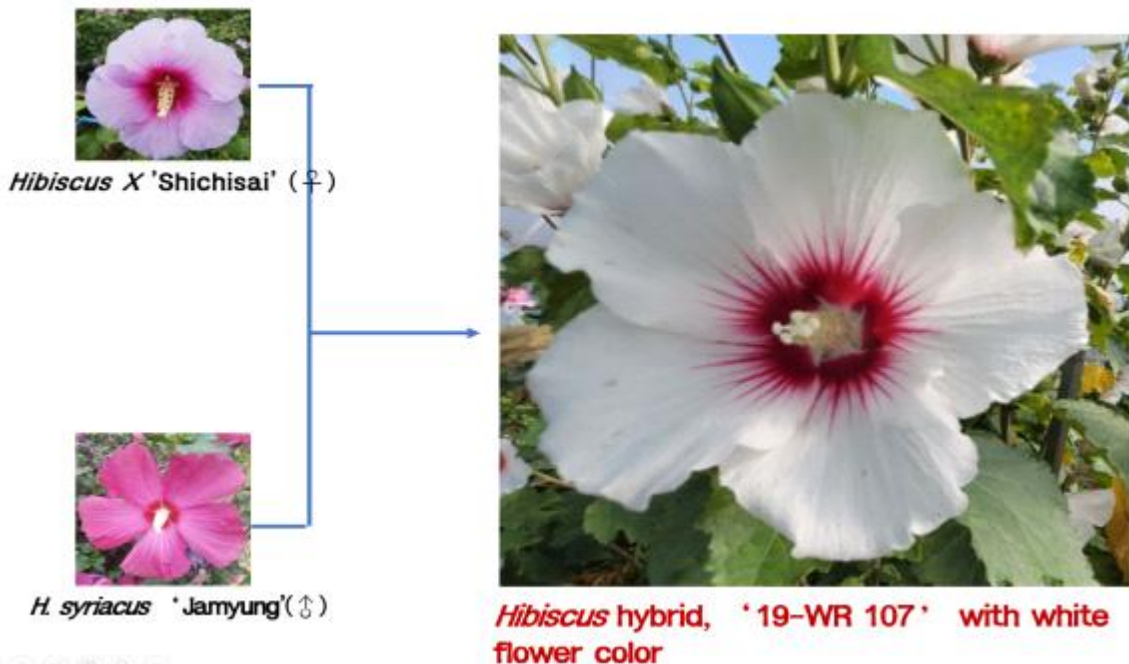 Hibiscus X 'Shichisai' (♀)
H. syriacus 'Jamyung'(♂)
Hibiscus hybrid, '19-WR 107' with white
flower color